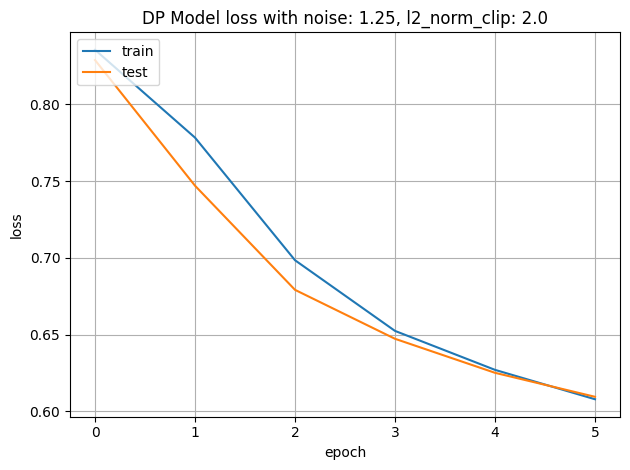 DP Model loss with noise: 1.25, l2_norm_clip: 2.0
train
test
0.80
0.75
0.70
0.65
0.60
loss
0 1 2 3 4 5
epoch